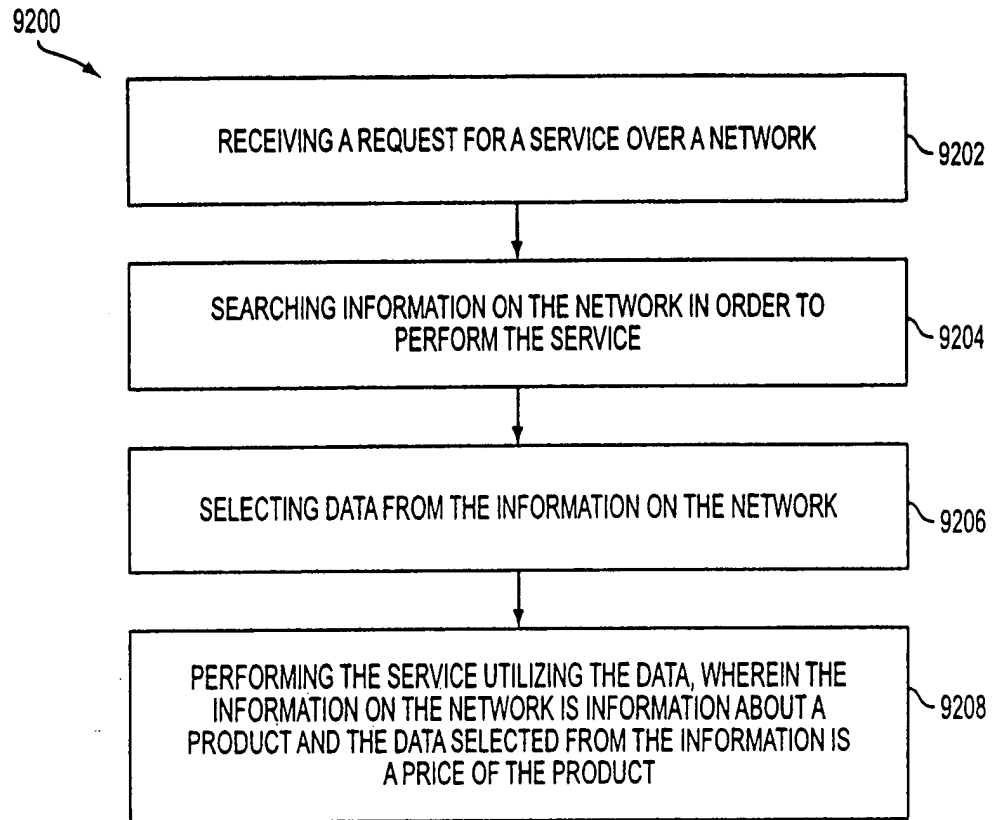 9200
RECEIVING A REQUEST FOR A SERVICE OVER A NETWORK
9202
SEARCHING INFORMATION ON THE NETWORK IN ORDER TO
PERFORM THE SERVICE
9204
SELECTING DATA FROM THE INFORMATION ON THE NETWORK
9206
PERFORMING THE SERVICE UTILIZING THE DATA, WHEREIN THE
INFORMATION ON THE NETWORK IS INFORMATION ABOUT A
PRODUCT AND THE DATA SELECTED FROM THE INFORMATION IS
A PRICE OF THE PRODUCT
9208